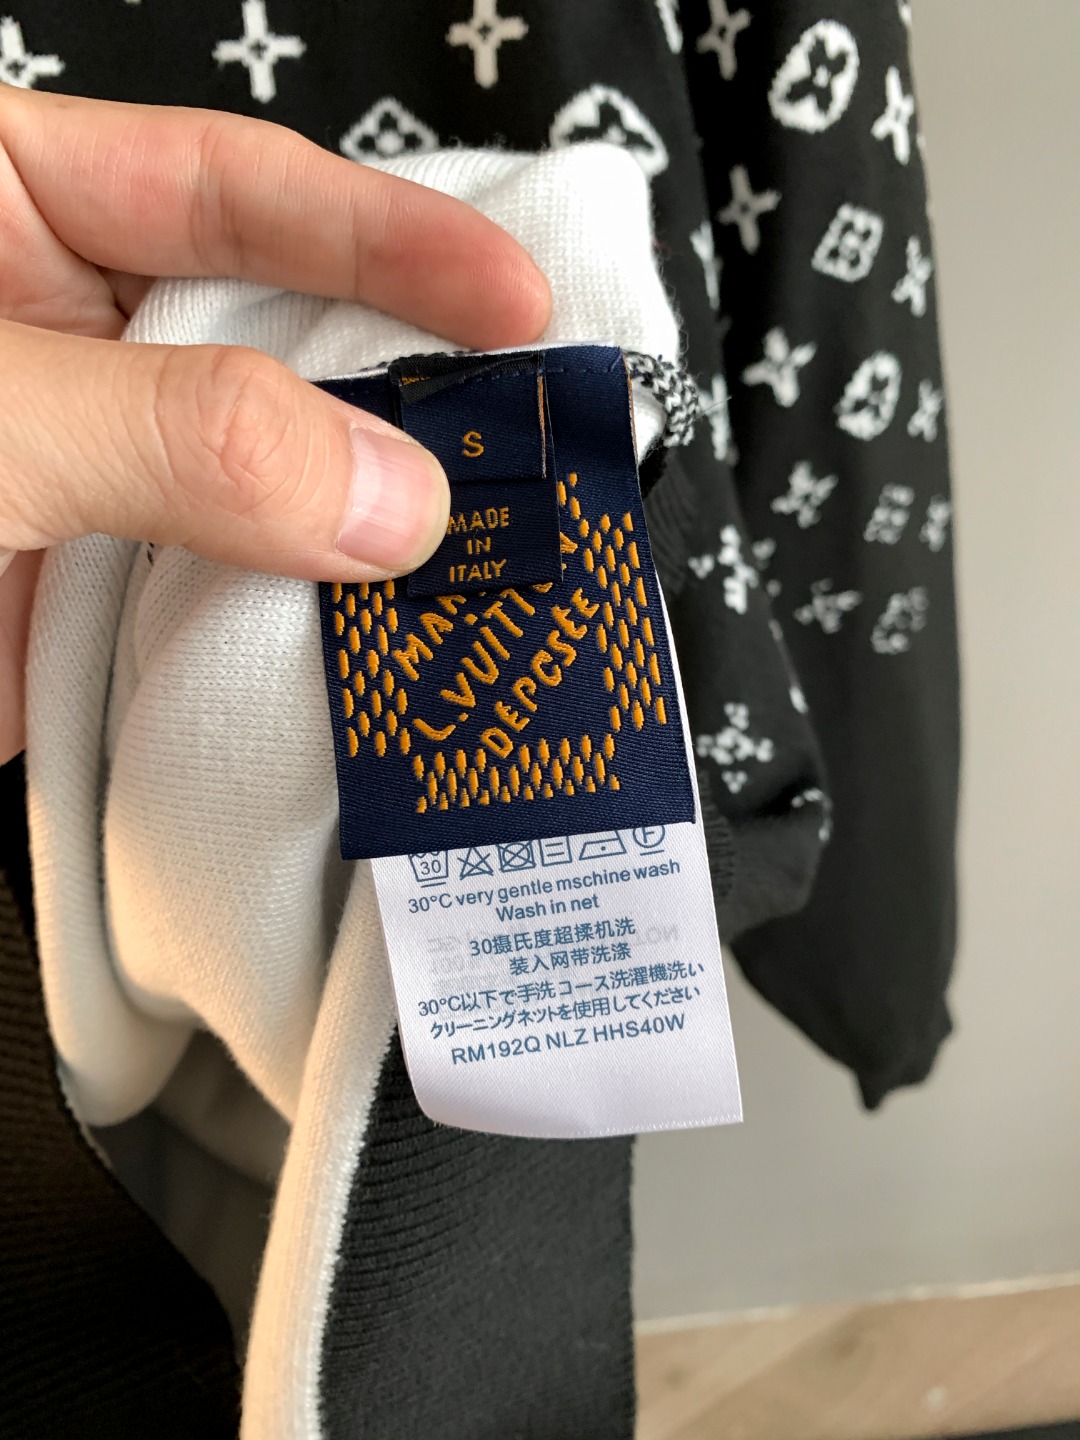 S
MADE
IN
ITALY
L.VUITTON
DEPCSEE
30
F
30°C very gentle mschine wash
Wash in net
30摄氏度超揉机洗
装入网带洗涤
30°C以下で手洗コース洗濯機洗い
クリーニングネットを使用してください
RM192Q NLZ HHS40W